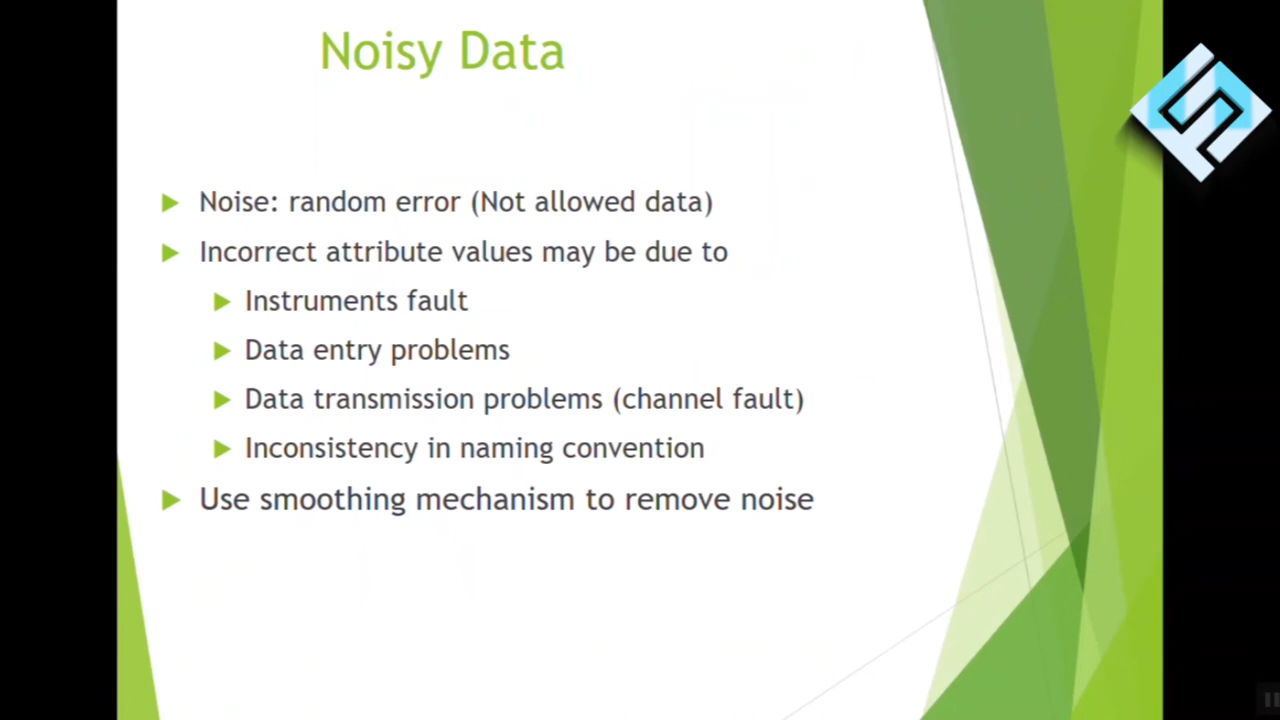 Noisy Data
Noise: random error (Not allowed data)
Incorrect attribute values may be due to
Instruments fault
Data entry problems
Data transmission problems (channel fault)
Inconsistency in naming convention
Use smoothing mechanism to remove noise